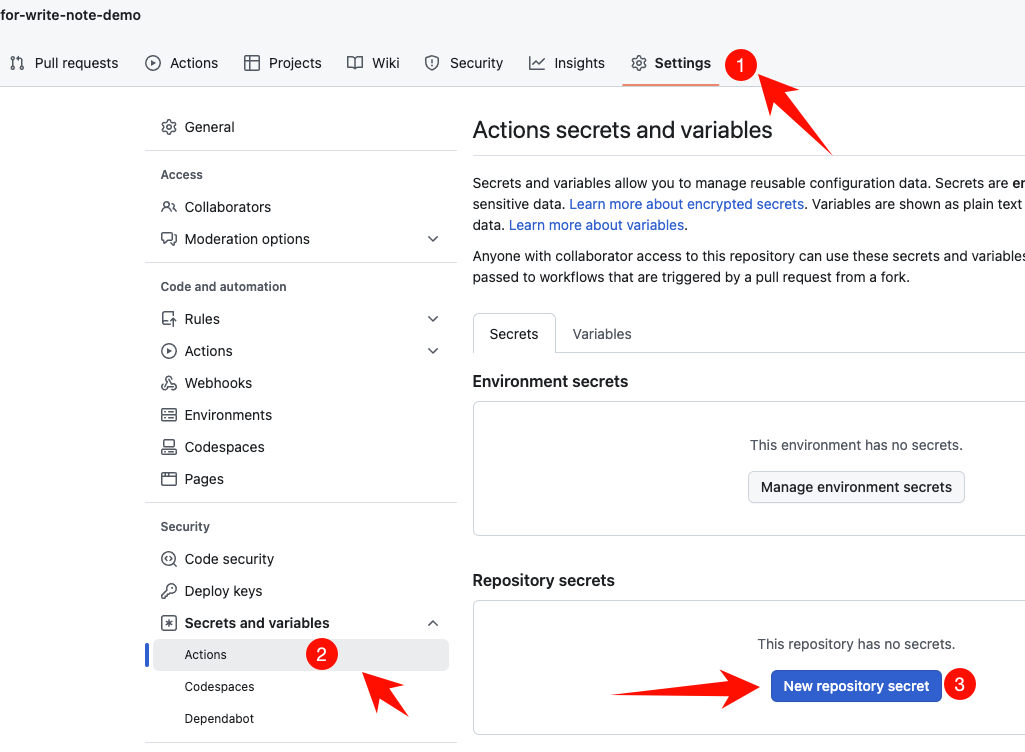 for-write-note-demo
Pull requests
Actions
Projects
Wiki
Security
Insights
Settings
1
General
Access
Collaborators
Moderation options
Code and automation
Rules
Actions
Webhooks
Environments
Codespaces
Pages
Security
Code security
Deploy keys
Secrets and variables
Actions
2
Codespaces
Dependabot
Actions secrets and variables
Secrets and variables allow you to manage reusable configuration data. Secrets are
sensitive data. Learn more about encrypted secrets. Variables are shown as plain text
data. Learn more about variables.
Anyone with collaborator access to this repository can use these secrets and variables
passed to workflows that are triggered by a pull request from a fork.
Secrets
Variables
Environment secrets
This environment has no secrets.
Manage environment secrets
Repository secrets
This repository has no secrets.
New repository secret
3